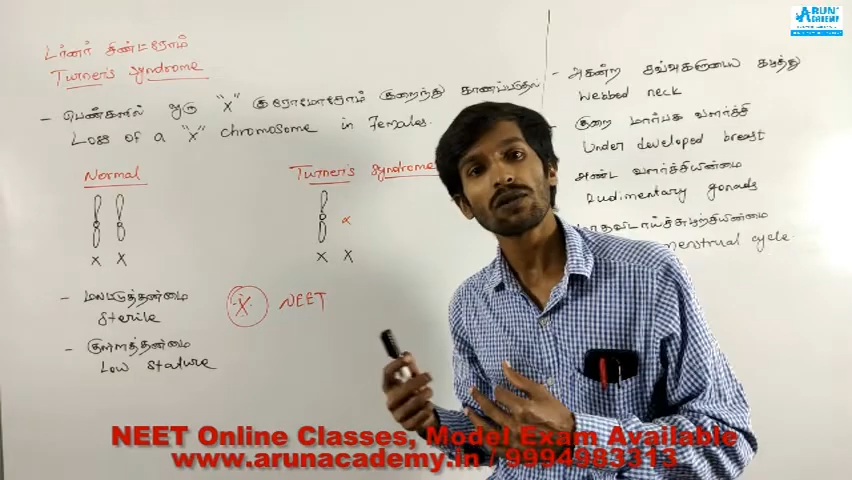 டர்னர் சிண்ட்ரோம்
Turner's Syndrome
- பெண்களில் ஒரு "X" குரோமோசோம் குறைந்து காணப்படுதல்
Loss of a "X" chromosome in Females.
Normal
Turner's Syndrome
X X
X X
- மலட்டுத்தன்மை
Sterile
- குள்ளத்தன்மை
Low Stature
X NEET
- அகன்ற சவ்வுகளுடைய கழுத்து
Webbed neck
குறை மார்பக வளர்ச்சி
Under developed breast
அண்ட வளர்ச்சியின்மை
Rudimentary gonads
menstrual cycle.
ARUN
ACADEMY
NEET Online Classes, Model Exam Available
www.arunacademy.in / 9994983313